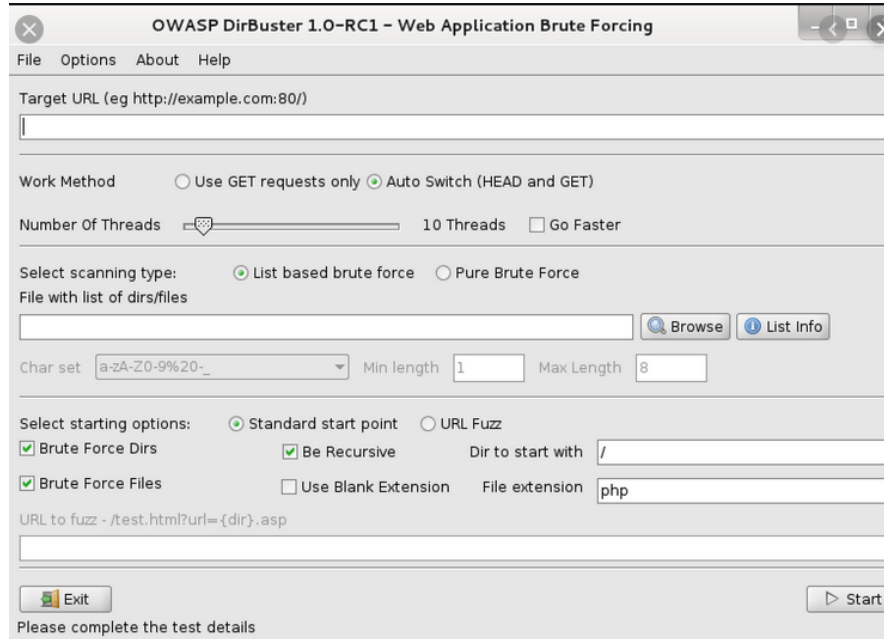 OWASP DirBuster 1.0-RC1 – Web Application Brute Forcing
File Options About Help
Target URL (eg http://example.com:80/)
Work Method Use GET requests only Auto Switch (HEAD and GET)
Number Of Threads 10 Threads Go Faster
Select scanning type: List based brute force Pure Brute Force
File with list of dirs/files
Browse List Info
Char set a-zA-Z0-9%20-_ Min length 1 Max Length 8
Select starting options: Standard start point URL Fuzz
Brute Force Dirs Be Recursive Dir to start with /
Brute Force Files Use Blank Extension File extension php
URL to fuzz - /test.html?url={dir}.asp
Exit Start
Please complete the test details